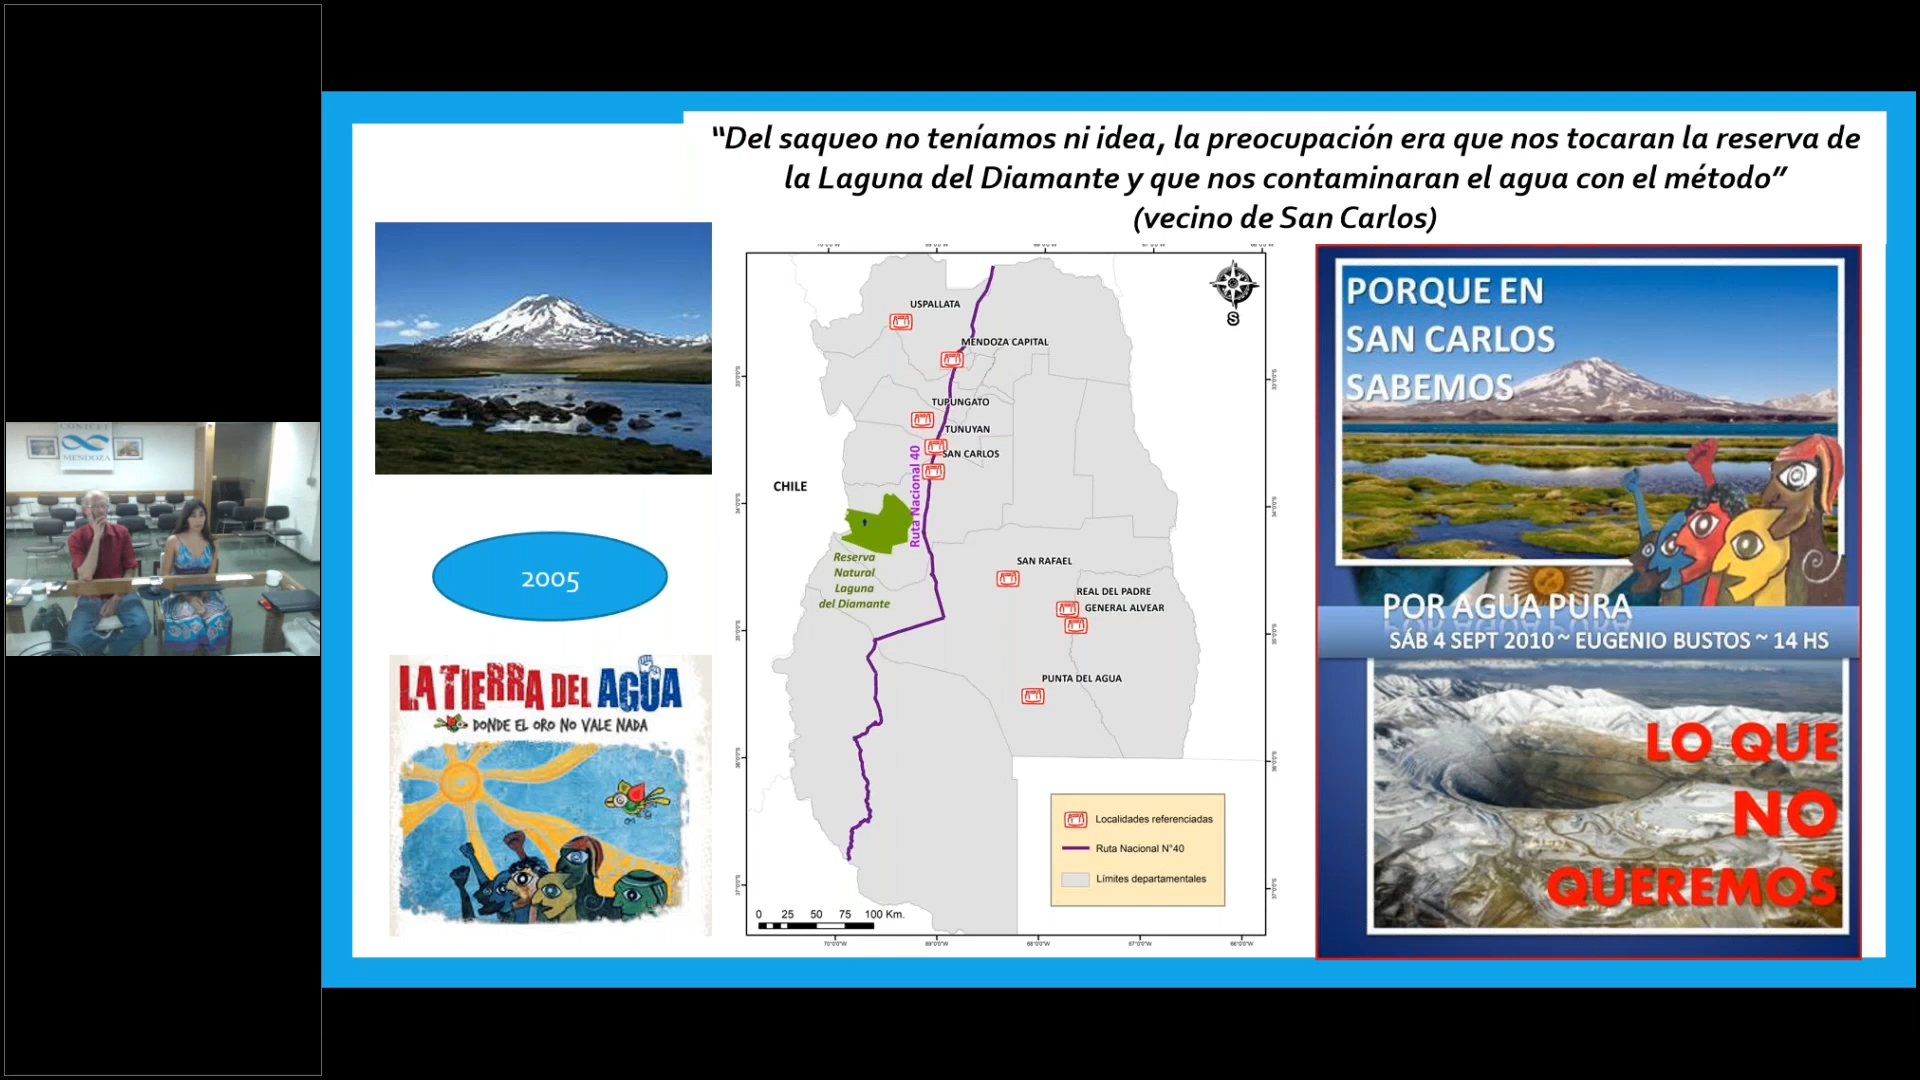 “Del saqueo no teníamos ni idea, la preocupación era que nos tocaran la reserva de
la Laguna del Diamante y que nos contaminaran el agua con el método”
(vecino de San Carlos)
CONICET
MENDOZA
2005
LA TIERRA DEL AGUA
DONDE EL ORO NO VALE NADA
S
USPALLATA
MENDOZA CAPITAL
TUPUNGATO
TUNUYAN
SAN CARLOS
CHILE
Ruta Nacional 40
Reserva
Natural
Laguna
del Diamante
SAN RAFAEL
REAL DEL PADRE
GENERAL ALVEAR
PUNTA DEL AGUA
Localidades referenciadas
Ruta Nacional N°40
Límites departamentales
0 25 50 75 100 Km.
PORQUE EN
SAN CARLOS
SABEMOS
POR AGUA PURA
SÁB 4 SEPT 2010 ~ EUGENIO BUSTOS ~ 14 HS
LO QUE
NO
QUEREMOS